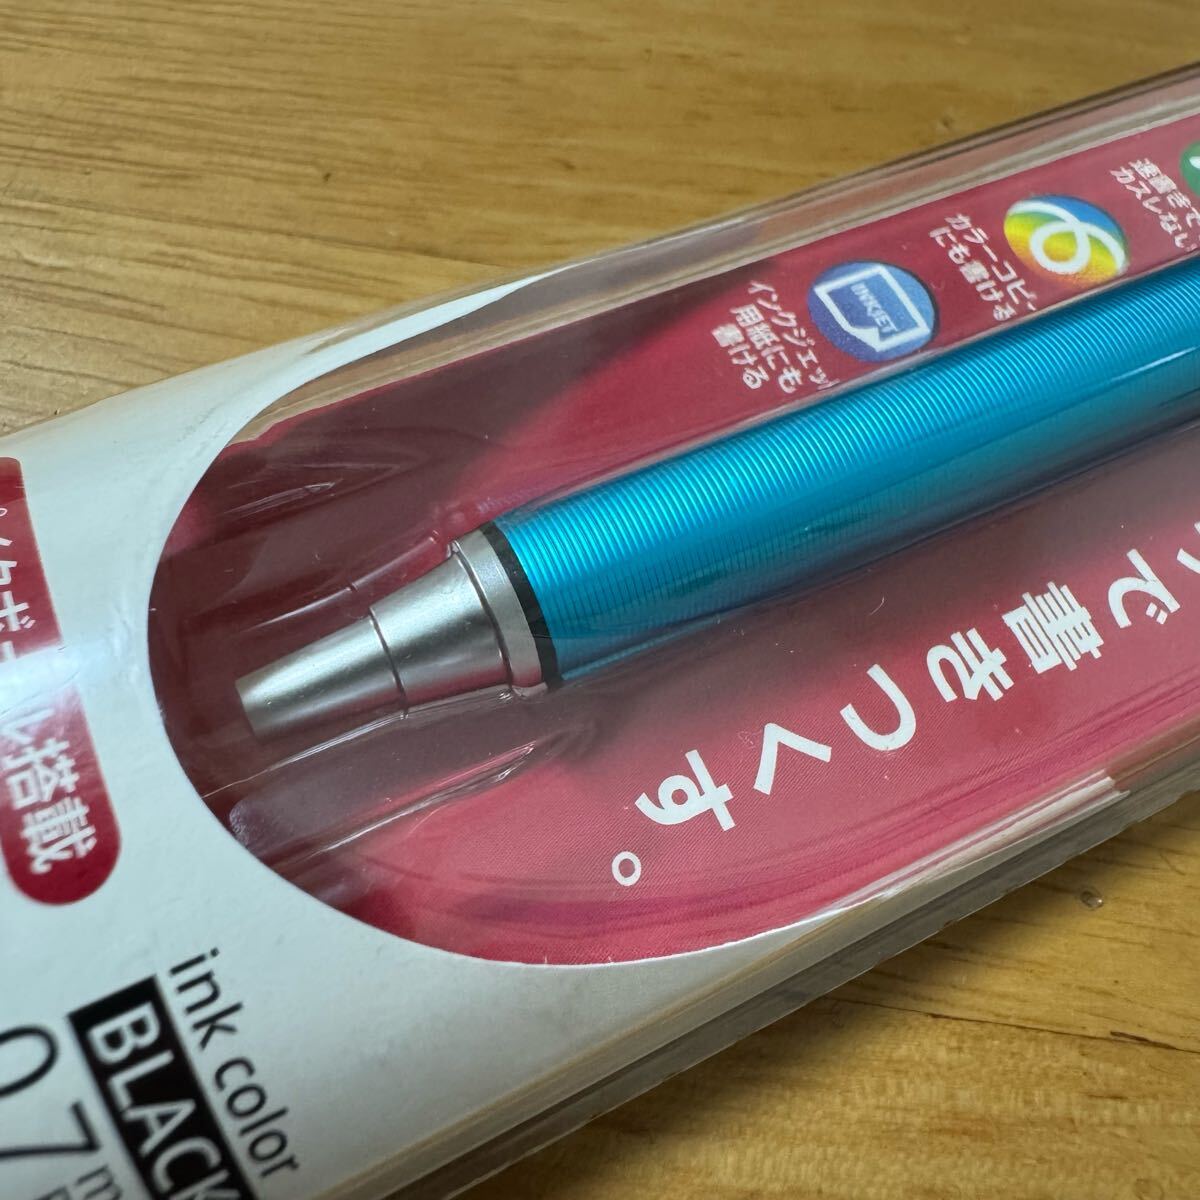 逆書きで
カスレない
カラーコピー
にも書ける
INKJET
インクジェット
用紙にも
書ける
で書きつくす。
ボール搭載
ink color
BLACK
0.7